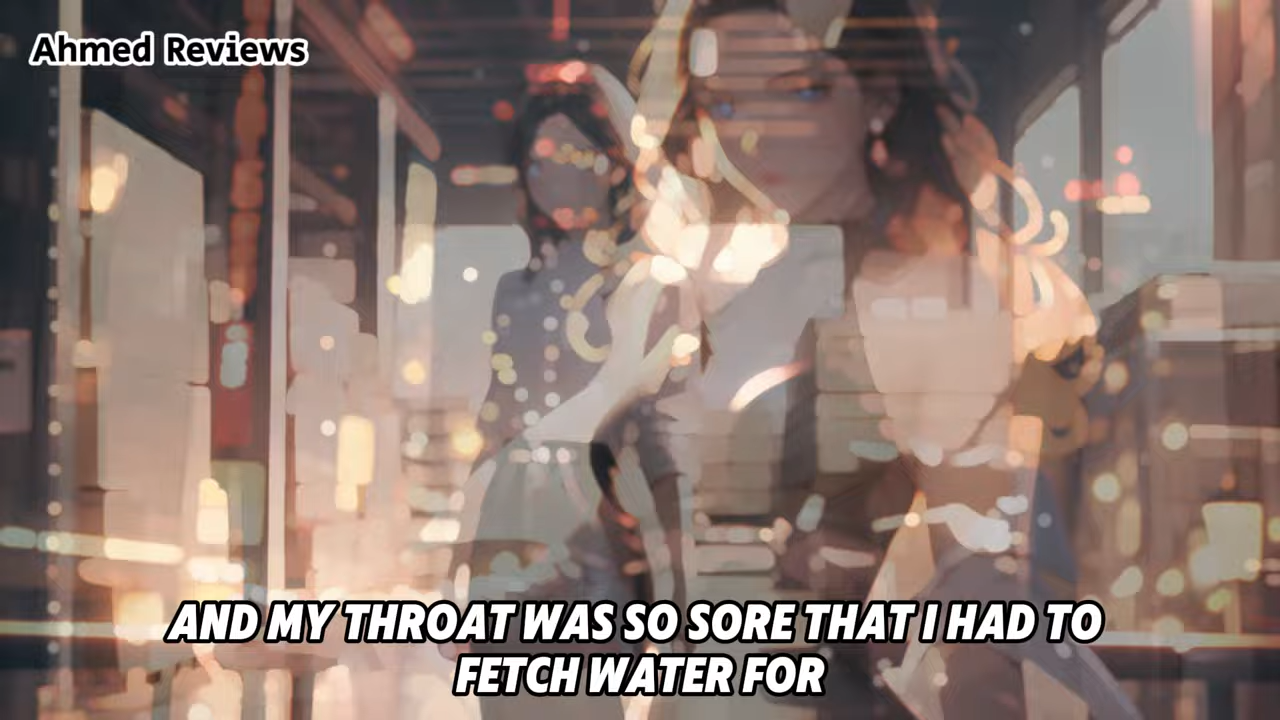 Ahmed Reviews
AND MY THROAT WAS SO SORE THAT I HAD TO
FETCH WATER FOR